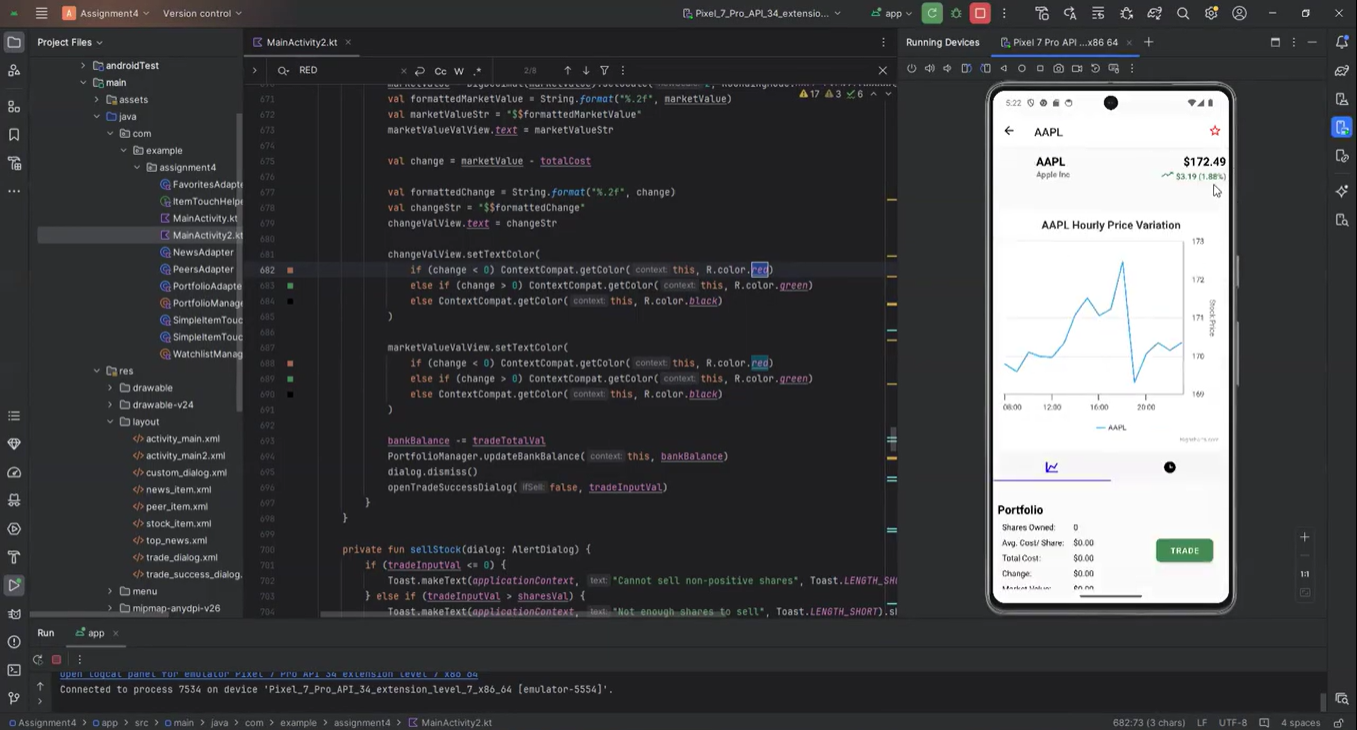 Assignment4 Version control Pixel_7_Pro_API_34_extensio... app
Project Files
MainActivity2.kt
Running Devices Pixel 7 Pro API ...x86 64
androidTest
main
assets
java
com
example
assignment4
FavoritesAdapte
ItemTouchHelpe
MainActivity.kt
MainActivity2.kt
NewsAdapter
PeersAdapter
PortfolioAdapte
PortfolioManage
SimpleItemTouc
SimpleItemTouc
WatchlistManag
res
drawable
drawable-v24
layout
activity_main.xml
activity_main2.xml
custom_dialog.xml
news_item.xml
peer_item.xml
stock_item.xml
top_news.xml
trade_dialog.xml
trade_success_dialog.
menu
mipmap-anydpi-v26
RED Cc W .* 2/8
17 3 6
671 val formattedMarketValue = String.format("%.2f", marketValue)
672 val marketValueStr = "$$formattedMarketValue"
673 marketValueValView.text = marketValueStr
674
675 val change = marketValue - totalCost
676
677 val formattedChange = String.format("%.2f", change)
678 val changeStr = "$$formattedChange"
679 changeValView.text = changeStr
680
681 changeValView.setTextColor(
682 if (change < 0) ContextCompat.getColor( context: this, R.color.red)
683 else if (change > 0) ContextCompat.getColor( context: this, R.color.green)
684 else ContextCompat.getColor( context: this, R.color.black)
685 )
686
687 marketValueValView.setTextColor(
688 if (change < 0) ContextCompat.getColor( context: this, R.color.red)
689 else if (change > 0) ContextCompat.getColor( context: this, R.color.green)
690 else ContextCompat.getColor( context: this, R.color.black)
691 )
692
693 bankBalance -= tradeTotalVal
694 PortfolioManager.updateBankBalance( context: this, bankBalance)
695 dialog.dismiss()
696 openTradeSuccessDialog( ifSell: false, tradeInputVal)
697 }
698 }
699
700 private fun sellStock(dialog: AlertDialog) {
701 if (tradeInputVal <= 0) {
702 Toast.makeText(applicationContext, text: "Cannot sell non-positive shares", Toast.LENGTH_SHO
703 } else if (tradeInputVal > sharesVal) {
704 Toast.makeText(applicationContext, text: "Not enough shares to sell", Toast.LENGTH_SHORT).s
5:22
AAPL
AAPL $172.49
Apple Inc $3.19 (1.88%)
AAPL Hourly Price Variation
173
172
171
170
169
Stock Price
08:00 12:00 16:00 20:00
AAPL
Portfolio
Shares Owned: 0
Avg. Cost/ Share: $0.00
Total Cost: $0.00
Change: $0.00
Market Value: $0.00
TRADE
1:1
Run app
Open logcat panel for emulator Pixel 7 Pro API 34 extension level 7 x86 64
Connected to process 7534 on device 'Pixel_7_Pro_API_34_extension_level_7_x86_64 [emulator-5554]'.
Assignment4 > app > src > main > java > com > example > assignment4 > MainActivity2.kt 682:73 (3 chars) LF UTF-8 4 spaces